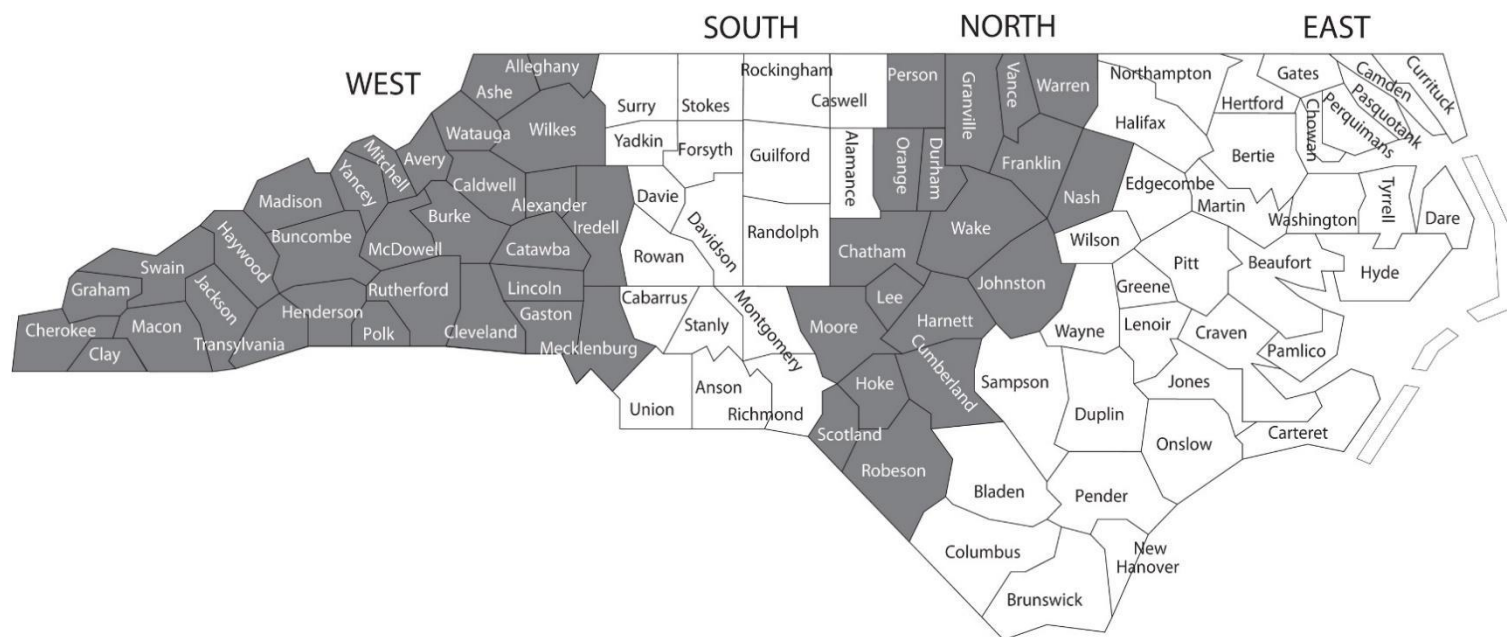 SOUTH
NORTH
EAST
WEST
Alleghany
Ashe
Surry
Stokes
Rockingham
Caswell
Person
Granville
Vance
Warren
Northampton
Gates
Camden
Currituck
Pasquotank
Perquimans
Chowan
Hertford
Halifax
Watauga
Wilkes
Yadkin
Forsyth
Guilford
Alamance
Orange
Durham
Franklin
Nash
Bertie
Mitchell
Avery
Yancey
Caldwell
Alexander
Iredell
Davie
Davidson
Randolph
Edgecombe
Martin
Washington
Tyrrell
Dare
Madison
Buncombe
Haywood
McDowell
Burke
Catawba
Rowan
Chatham
Wake
Wilson
Pitt
Beaufort
Hyde
Swain
Graham
Jackson
Rutherford
Lincoln
Cabarrus
Stanly
Montgomery
Lee
Johnston
Greene
Cherokee
Macon
Clay
Transylvania
Henderson
Polk
Cleveland
Gaston
Mecklenburg
Moore
Harnett
Wayne
Lenoir
Craven
Pamlico
Union
Anson
Richmond
Hoke
Cumberland
Sampson
Duplin
Jones
Onslow
Carteret
Scotland
Robeson
Bladen
Pender
Columbus
Brunswick
New
Hanover